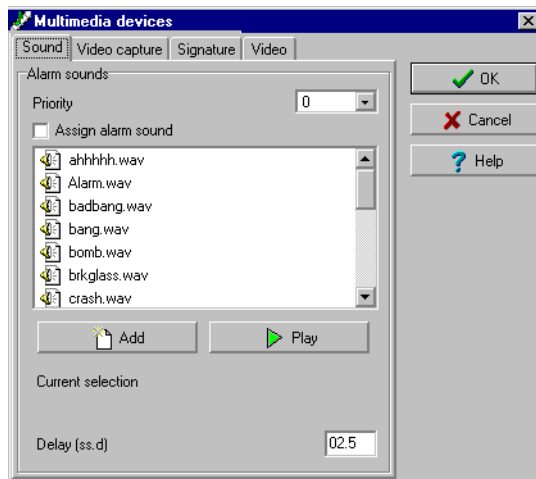 Multimedia devices
Sound Video capture Signature Video
Alarm sounds
Priority 0
Assign alarm sound
ahhhhh.wav
Alarm.wav
badbang.wav
bang.wav
bomb.wav
brkglass.wav
crash.wav
Add Play
Current selection
Delay (ss.d) 02.5
OK
Cancel
Help